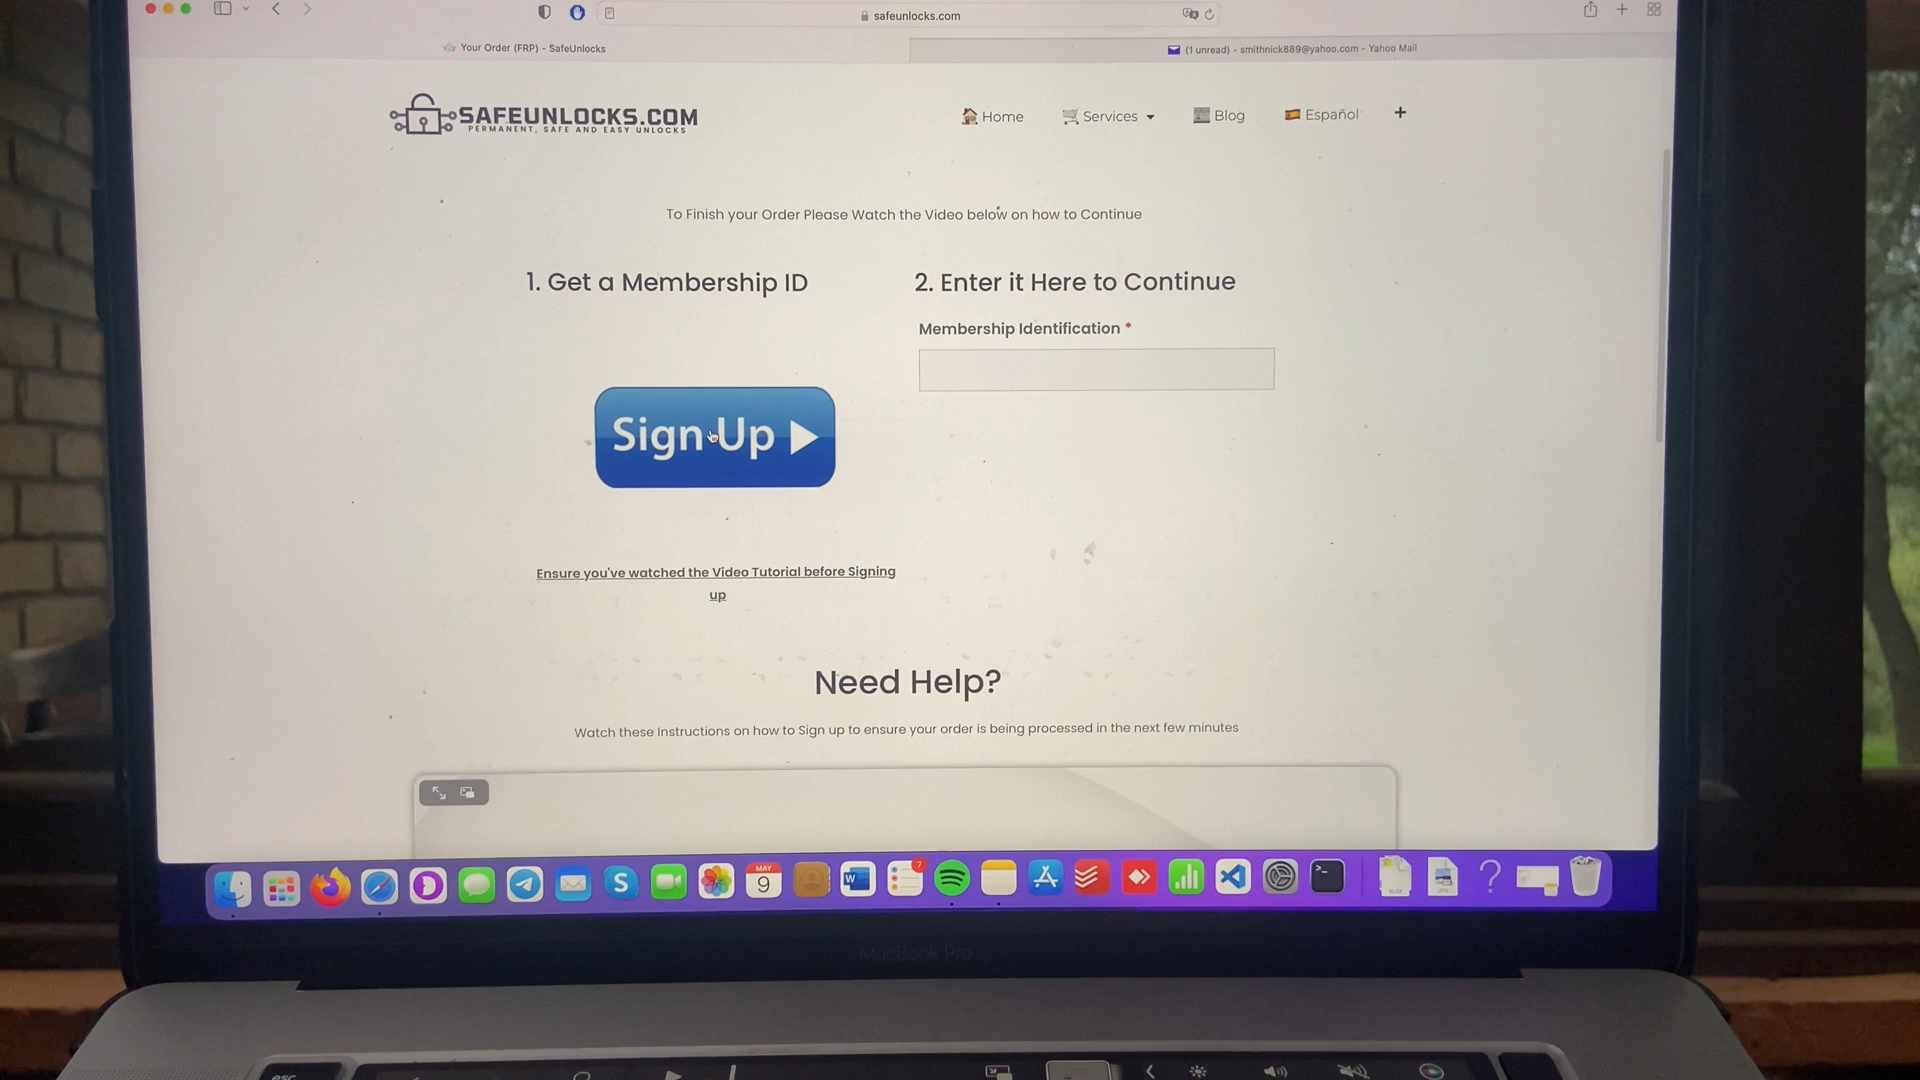 safeunlocks.com
Your Order (FRP) - SafeUnlocks
(1 unread) - smithnick889@yahoo.com - Yahoo Mail
SAFEUNLOCKS.COM
PERMANENT, SAFE AND EASY UNLOCKS
Home
Services
Blog
Español
+
To Finish your Order Please Watch the Video below on how to Continue
1. Get a Membership ID
2. Enter it Here to Continue
Membership Identification *
Sign Up
Ensure you've watched the Video Tutorial before Signing
up
Need Help?
Watch these Instructions on how to Sign up to ensure your order is being processed in the next few minutes
MAY
9
W
7
S
MacBook Pro
esc